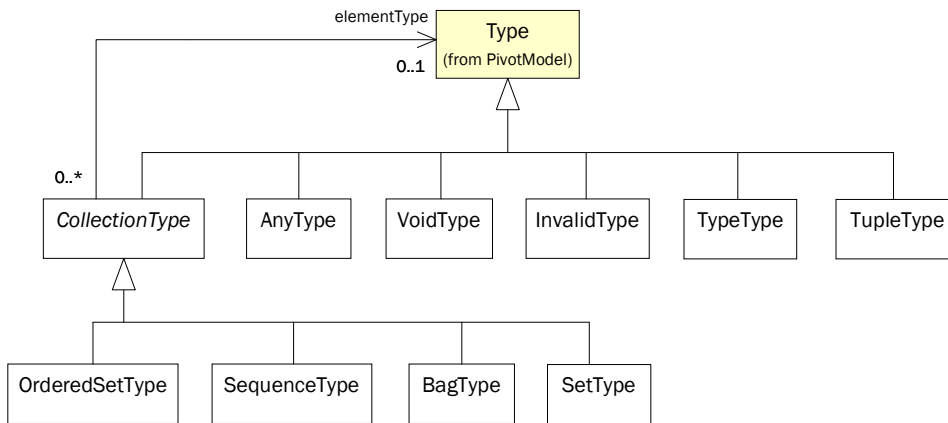 elementType
Type
(from PivotModel)
0..1
0..*
CollectionType
AnyType
VoidType
InvalidType
TypeType
TupleType
OrderedSetType
SequenceType
BagType
SetType